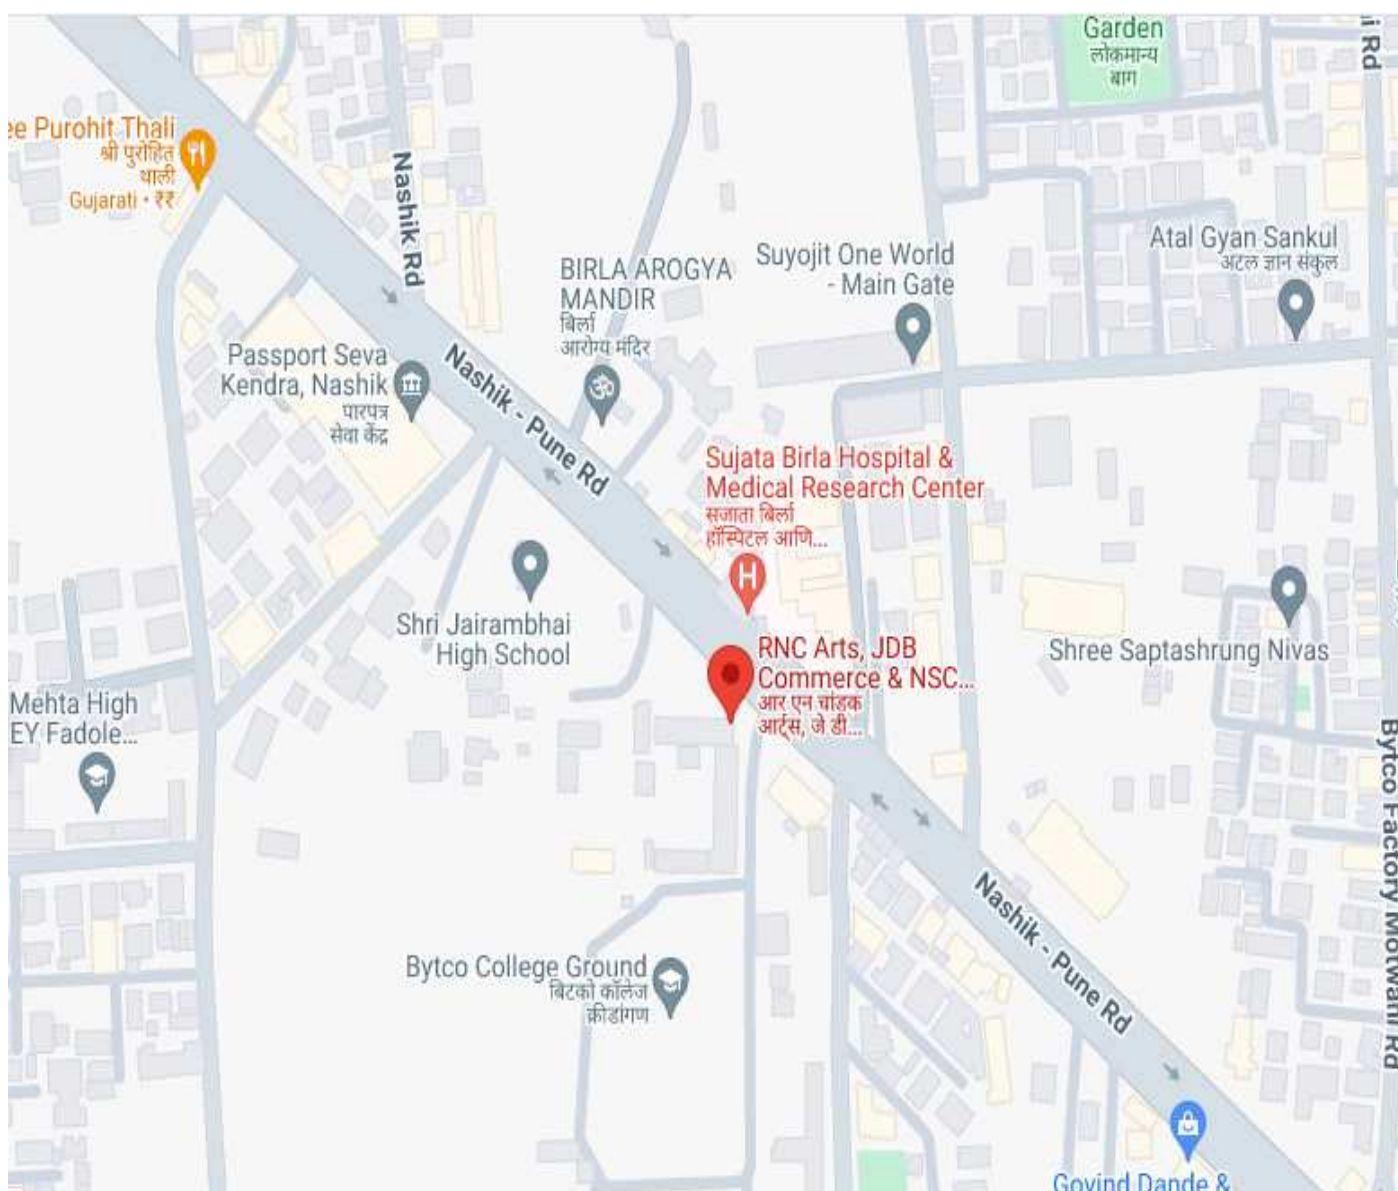 Garden
लोकमान्य
बाग
i Rd
ee Purohit Thali
श्री पुरोहित
थाली
Gujarati • ₹₹
Nashik Rd
BIRLA AROGYA
MANDIR
बिर्ला
आरोग्य मंदिर
Suyojit One World
- Main Gate
Atal Gyan Sankul
अटल ज्ञान संकुल
Passport Seva
Kendra, Nashik
पारपत्र
सेवा केंद्र
Nashik - Pune Rd
Sujata Birla Hospital &
Medical Research Center
सुजाता बिर्ला
हॉस्पिटल आणि...
H
Shri Jairambhai
High School
RNC Arts, JDB
Commerce & NSC...
आर एन चांडक
आर्ट्स, जे डी...
Shree Saptashrung Nivas
Mehta High
EY Fadole...
Bytco Factory Motwani Rd
Nashik - Pune Rd
Bytco College Ground
बिटको कॉलेज
क्रीडांगण
Govind Dande &